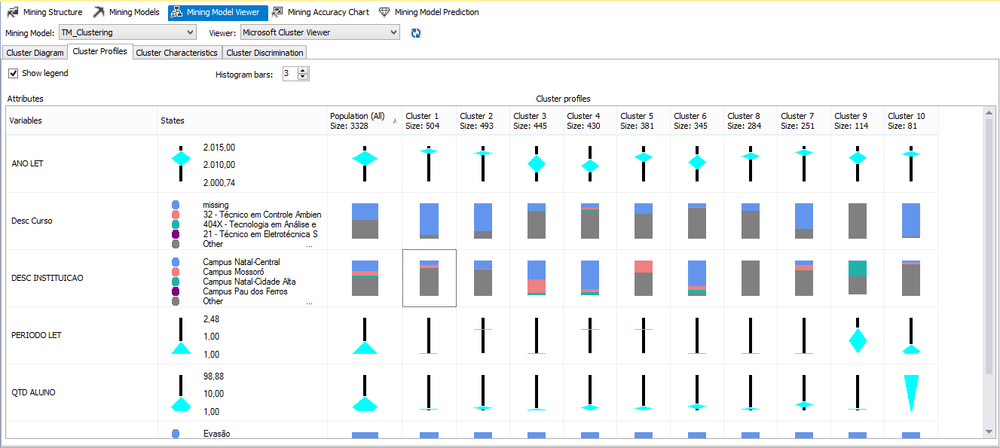 Mining Structure Mining Models Mining Model Viewer Mining Accuracy Chart Mining Model Prediction
Mining Model: TM_Clustering Viewer: Microsoft Cluster Viewer
Cluster Diagram Cluster Profiles Cluster Characteristics Cluster Discrimination
Show legend Histogram bars: 3
Attributes Cluster profiles
Variables States Population (All) Cluster 1 Cluster 2 Cluster 3 Cluster 4 Cluster 5 Cluster 6 Cluster 8 Cluster 7 Cluster 9 Cluster 10
Size: 3328 Size: 504 Size: 493 Size: 445 Size: 430 Size: 381 Size: 345 Size: 284 Size: 251 Size: 114 Size: 81
2.015,00
ANO LET 2.010,00
2.000,74
missing
32 - Técnico em Controle Ambien
Desc Curso 404X - Tecnologia em Análise e
21 - Técnico em Eletrotécnica S
Other ...
Campus Natal-Central
Campus Mossoró
DESC INSTITUICAO Campus Natal-Cidade Alta
Campus Pau dos Ferros
Other ...
2,48
PERIODO LET 1,00
1,00
98,88
QTD ALUNO 10,00
1,00
Evasão